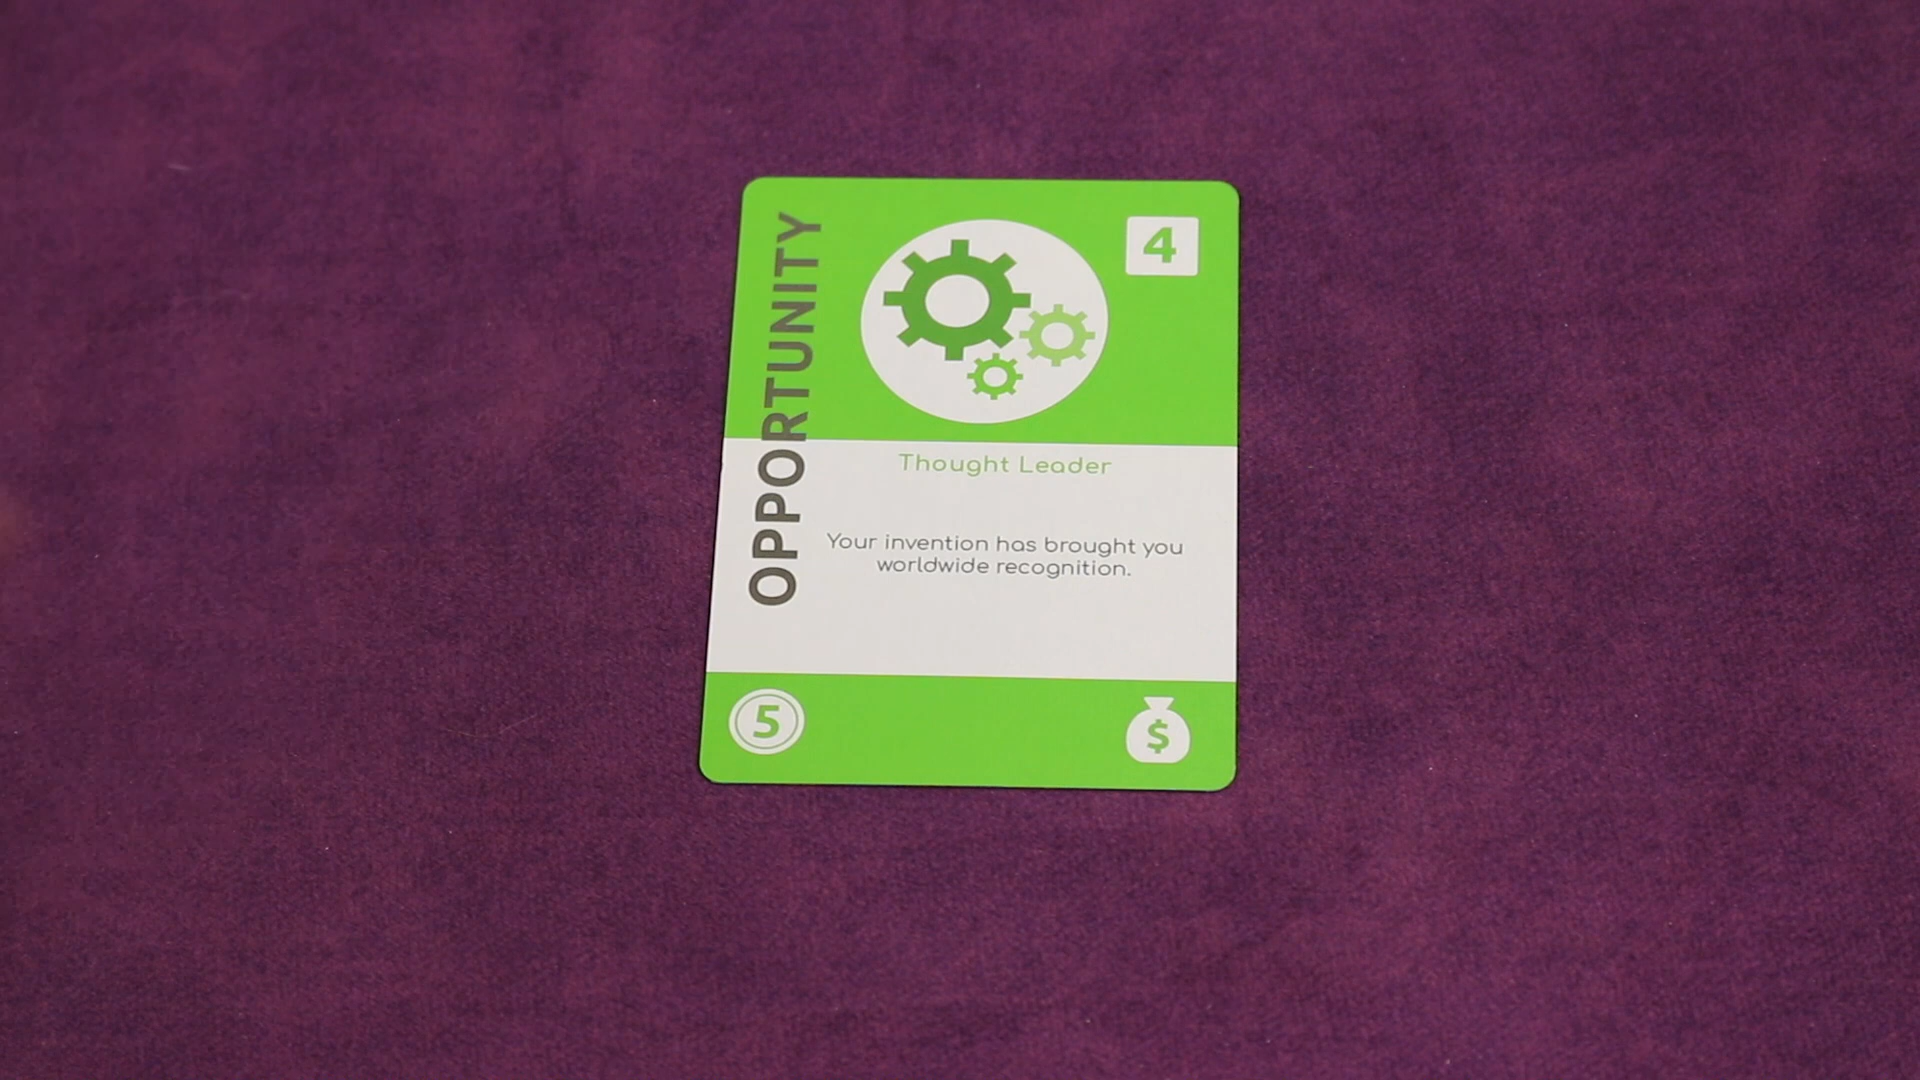 OPPORTUNITY
4
Thought Leader
Your invention has brought you
worldwide recognition.
5
$